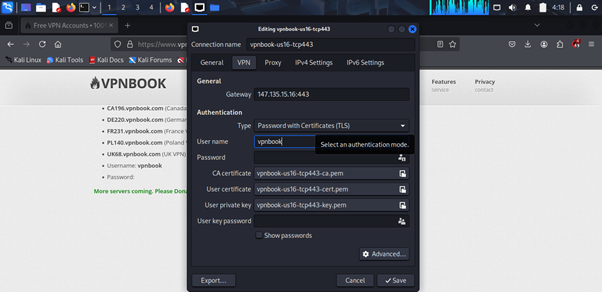 1 2 3 4
4:18
Editing vpnbook-us16-tcp443
Free VPN Accounts • 100
Connection name vpnbook-us16-tcp443
https://www.vp
General VPN Proxy IPv4 Settings IPv6 Settings
Kali Linux Kali Tools Kali Docs
VPNBOOK
Features
service
Privacy
contact
General
Gateway 147.135.15.16:443
CA196.vpnbook.com (Canada
DE220.vpnbook.com (German
FR231.vpnbook.com (France V
PL140.vpnbook.com (Poland V
UK68.vpnbook.com (UK VPN)
Username: vpnbook
Password:
More servers coming. Please Dona
Authentication
Type Password with Certificates (TLS)
User name vpnbook
Select an authentication mode.
Password
CA certificate vpnbook-us16-tcp443-ca.pem
User certificate vpnbook-us16-tcp443-cert.pem
User private key vpnbook-us16-tcp443-key.pem
User key password
Show passwords
Advanced...
Export... Cancel Save